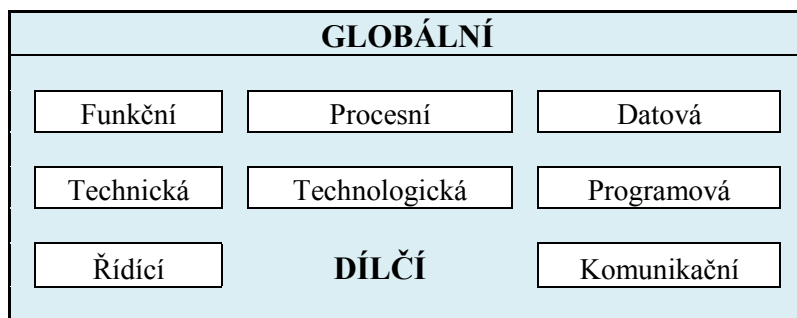 GLOBÁLNÍ
Funkční Procesní Datová
Technická Technologická Programová
Řídící DÍLČÍ Komunikační